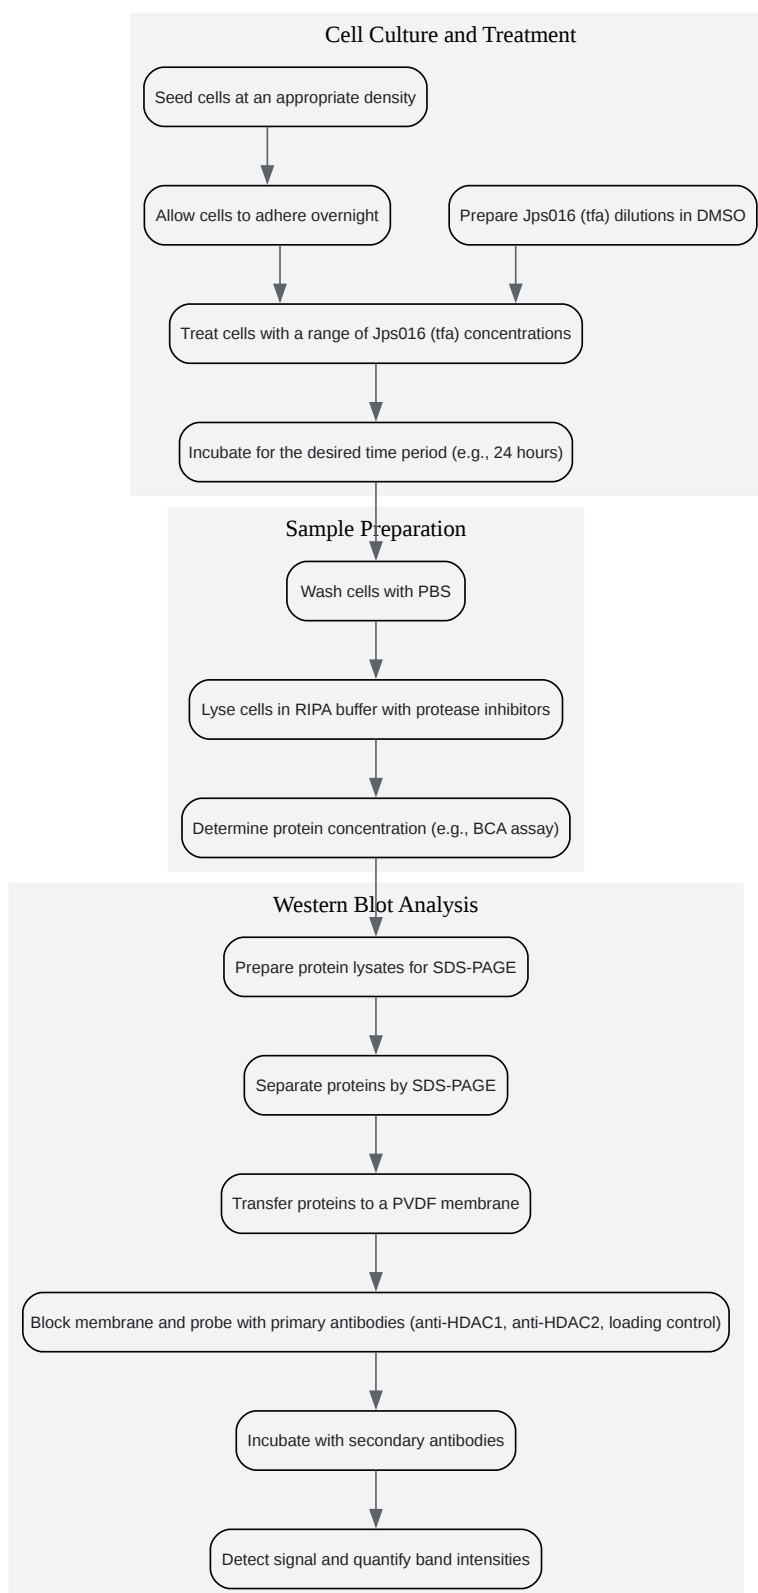 Cell Culture and Treatment
Seed cells at an appropriate density
Allow cells to adhere overnight
Prepare Jps016 (tfa) dilutions in DMSO
Treat cells with a range of Jps016 (tfa) concentrations
Incubate for the desired time period (e.g., 24 hours)
Sample Preparation
Wash cells with PBS
Lyse cells in RIPA buffer with protease inhibitors
Determine protein concentration (e.g., BCA assay)
Western Blot Analysis
Prepare protein lysates for SDS-PAGE
Separate proteins by SDS-PAGE
Transfer proteins to a PVDF membrane
Block membrane and probe with primary antibodies (anti-HDAC1, anti-HDAC2, loading control)
Incubate with secondary antibodies
Detect signal and quantify band intensities